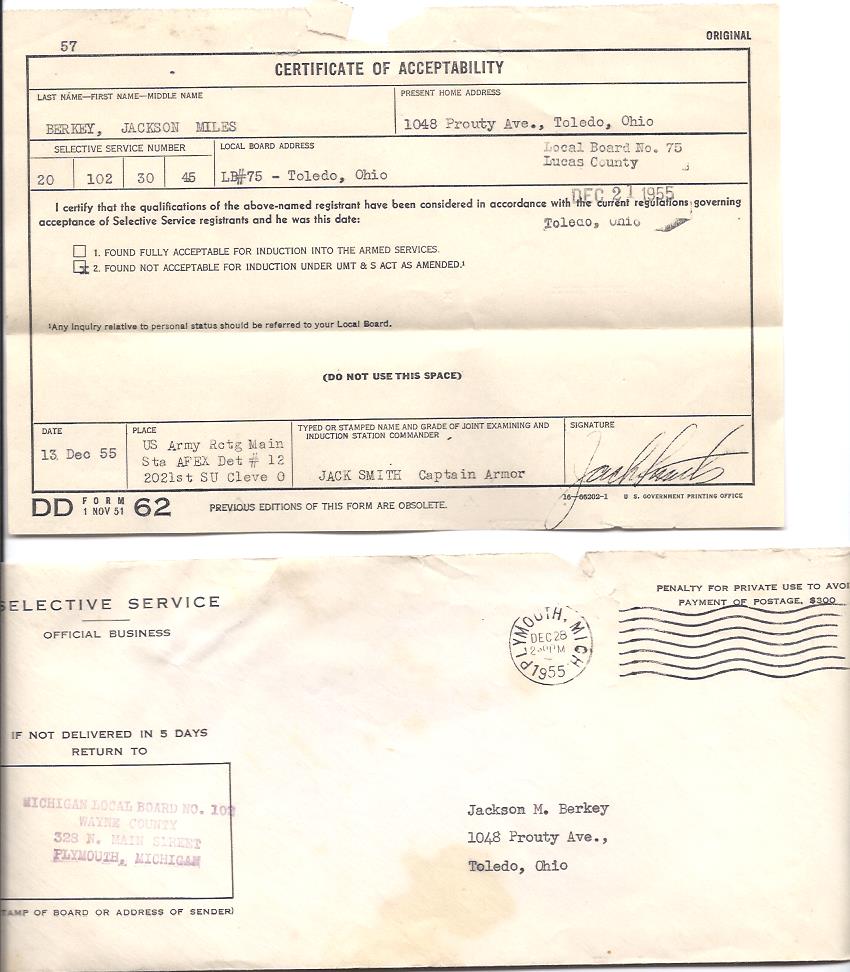 ORIGINAL
57
CERTIFICATE OF ACCEPTABILITY
LAST NAME—FIRST NAME—MIDDLE NAME
PRESENT HOME ADDRESS
BERKEY, JACKSON MILES
1048 Prouty Ave., Toledo, Ohio
SELECTIVE SERVICE NUMBER
LOCAL BOARD ADDRESS
Local Board No. 75
Lucas County
20 102 30 45
LB#75 - Toledo, Ohio
DEC 21 1955
Toledo, Ohio
I certify that the qualifications of the above-named registrant have been considered in accordance with the current regulations governing
acceptance of Selective Service registrants and he was this date:
1. FOUND FULLY ACCEPTABLE FOR INDUCTION INTO THE ARMED SERVICES.
x 2. FOUND NOT ACCEPTABLE FOR INDUCTION UNDER UMT & S ACT AS AMENDED.¹
¹Any inquiry relative to personal status should be referred to your Local Board.
(DO NOT USE THIS SPACE)
DATE
13 Dec 55
PLACE
US Army Rctg Main
Sta AFEX Det # 12
2021st SU Cleve O
TYPED OR STAMPED NAME AND GRADE OF JOINT EXAMINING AND
INDUCTION STATION COMMANDER
JACK SMITH Captain Armor
SIGNATURE
Jack Smith
DD FORM 1 NOV 51 62
PREVIOUS EDITIONS OF THIS FORM ARE OBSOLETE.
16—66202-1 U. S. GOVERNMENT PRINTING OFFICE
SELECTIVE SERVICE
OFFICIAL BUSINESS
PENALTY FOR PRIVATE USE TO AVOI
PAYMENT OF POSTAGE, $300
PLYMOUTH, MICH.
DEC 28
1955
IF NOT DELIVERED IN 5 DAYS
RETURN TO
MICHIGAN LOCAL BOARD NO. 102
WAYNE COUNTY
328 N. MAIN STREET
PLYMOUTH, MICHIGAN
TAMP OF BOARD OR ADDRESS OF SENDER)
Jackson M. Berkey
1048 Prouty Ave.,
Toledo, Ohio